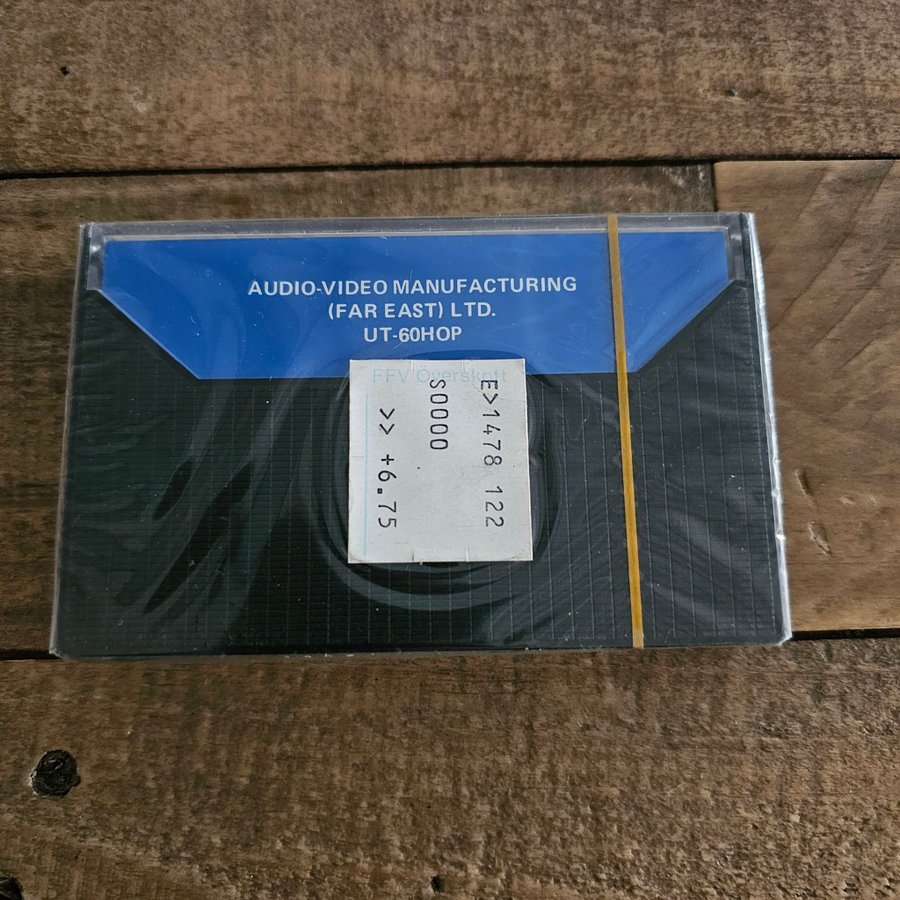 AUDIO-VIDEO MANUFACTURING
(FAR EAST) LTD.
UT-60HOP
FFV Överskott
E>1478 122
S0000
>> +6.75